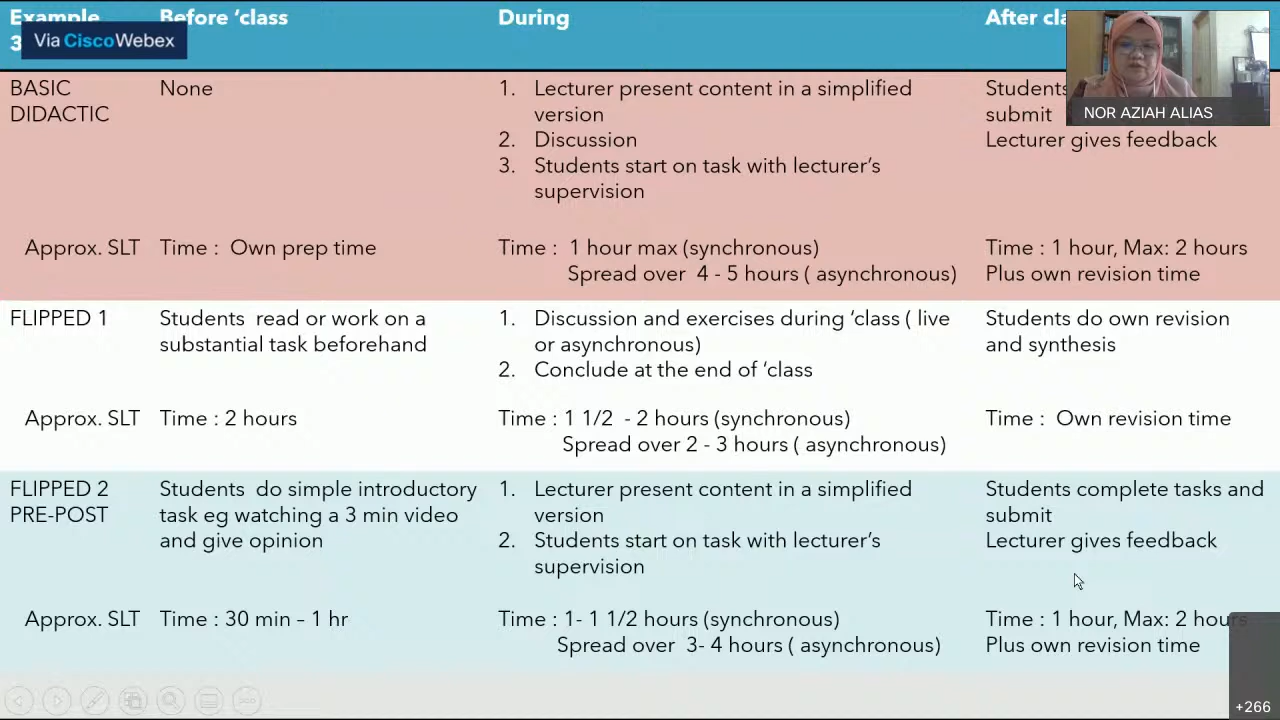 Example
3
Before ‘class
During
After cla
Via CiscoWebex
NOR AZIAH ALIAS
BASIC
DIDACTIC
None
1. Lecturer present content in a simplified
version
2. Discussion
3. Students start on task with lecturer’s
supervision
Students
submit
Lecturer gives feedback
Approx. SLT
Time : Own prep time
Time : 1 hour max (synchronous)
Spread over 4 - 5 hours ( asynchronous)
Time : 1 hour, Max: 2 hours
Plus own revision time
FLIPPED 1
Students read or work on a
substantial task beforehand
1. Discussion and exercises during ‘class ( live
or asynchronous)
2. Conclude at the end of ‘class
Students do own revision
and synthesis
Approx. SLT
Time : 2 hours
Time : 1 1/2 - 2 hours (synchronous)
Spread over 2 - 3 hours ( asynchronous)
Time : Own revision time
FLIPPED 2
PRE-POST
Students do simple introductory
task eg watching a 3 min video
and give opinion
1. Lecturer present content in a simplified
version
2. Students start on task with lecturer’s
supervision
Students complete tasks and
submit
Lecturer gives feedback
Approx. SLT
Time : 30 min – 1 hr
Time : 1- 1 1/2 hours (synchronous)
Spread over 3- 4 hours ( asynchronous)
Time : 1 hour, Max: 2 hours
Plus own revision time
+266